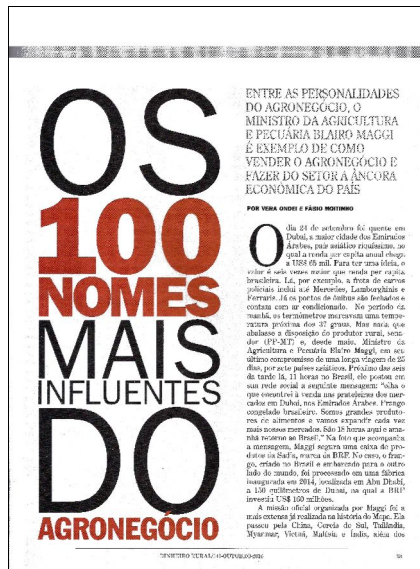 OS
100
NOMES
MAIS
INFLUENTES
DO
AGRONEGÓCIO
ENTRE AS PERSONALIDADES
DO AGRONEGÓCIO, O
MINISTRO DA AGRICULTURA
E PECUÁRIA BLAIRO MAGGI
É EXEMPLO DE COMO
VENDER O AGRONEGÓCIO E
FAZER DO SETOR A ÂNCORA
ECONÔMICA DO PAÍS
POR VERA ONDEI E FÁBIO MOITINHO
O dia 24 de setembro foi quente em
Dubai, a maior cidade dos Emirados
Árabes, país asiático riquíssimo, no
qual a renda per capita anual chega
a US$ 65 mil. Para ter uma ideia, o
valor é seis vezes maior que renda per capita
brasileira. Lá, por exemplo, a frota de carros
policiais inclui até Mercedes, Lamborghinis e
Ferraris. Já os pontos de ônibus são fechados e
contam com ar condicionado. No período da
manhã, os termômetros marcavam uma tempe-
ratura próxima dos 37 graus. Mas nada que
abalasse a disposição do produtor rural, sena-
dor (PP-MT) e, desde maio, Ministro da
Agricultura e Pecuária Blairo Maggi, em seu
último compromisso de uma longa viagem de 25
dias, por sete países asiáticos. Próximo das seis
da tarde lá, 11 horas no Brasil, ele postou em
sua rede social a seguinte mensagem: "olha o
que encontrei à venda nas prateleiras dos mer-
cados em Dubai, nos Emirados Árabes. Frango
congelado brasileiro. Somos grandes produto-
res de alimentos e vamos expandir cada vez
mais nossos mercados. São 18 horas aqui e ama-
nhã retorno ao Brasil." Na foto que acompanha
a mensagem, Maggi segura uma caixa de pro-
dutos da Sadia, marca da BRF. No caso, o fran-
go, criado no Brasil e embarcado para o outro
lado do mundo, foi processado em uma fábrica
inaugurada em 2014, localizada em Abu Dhabi,
a 150 quilômetros de Dubai, na qual a BRF
investiu US$ 160 milhões.
A missão oficial organizada por Maggi foi a
mais extensa já realizada na história do Mapa. Ela
passou pela China, Coreia do Sul, Tailândia,
Myanmar, Vietnã, Malásia e Índia, além dos
DINHEIRO RURAL/143-OUTUBRO-2016